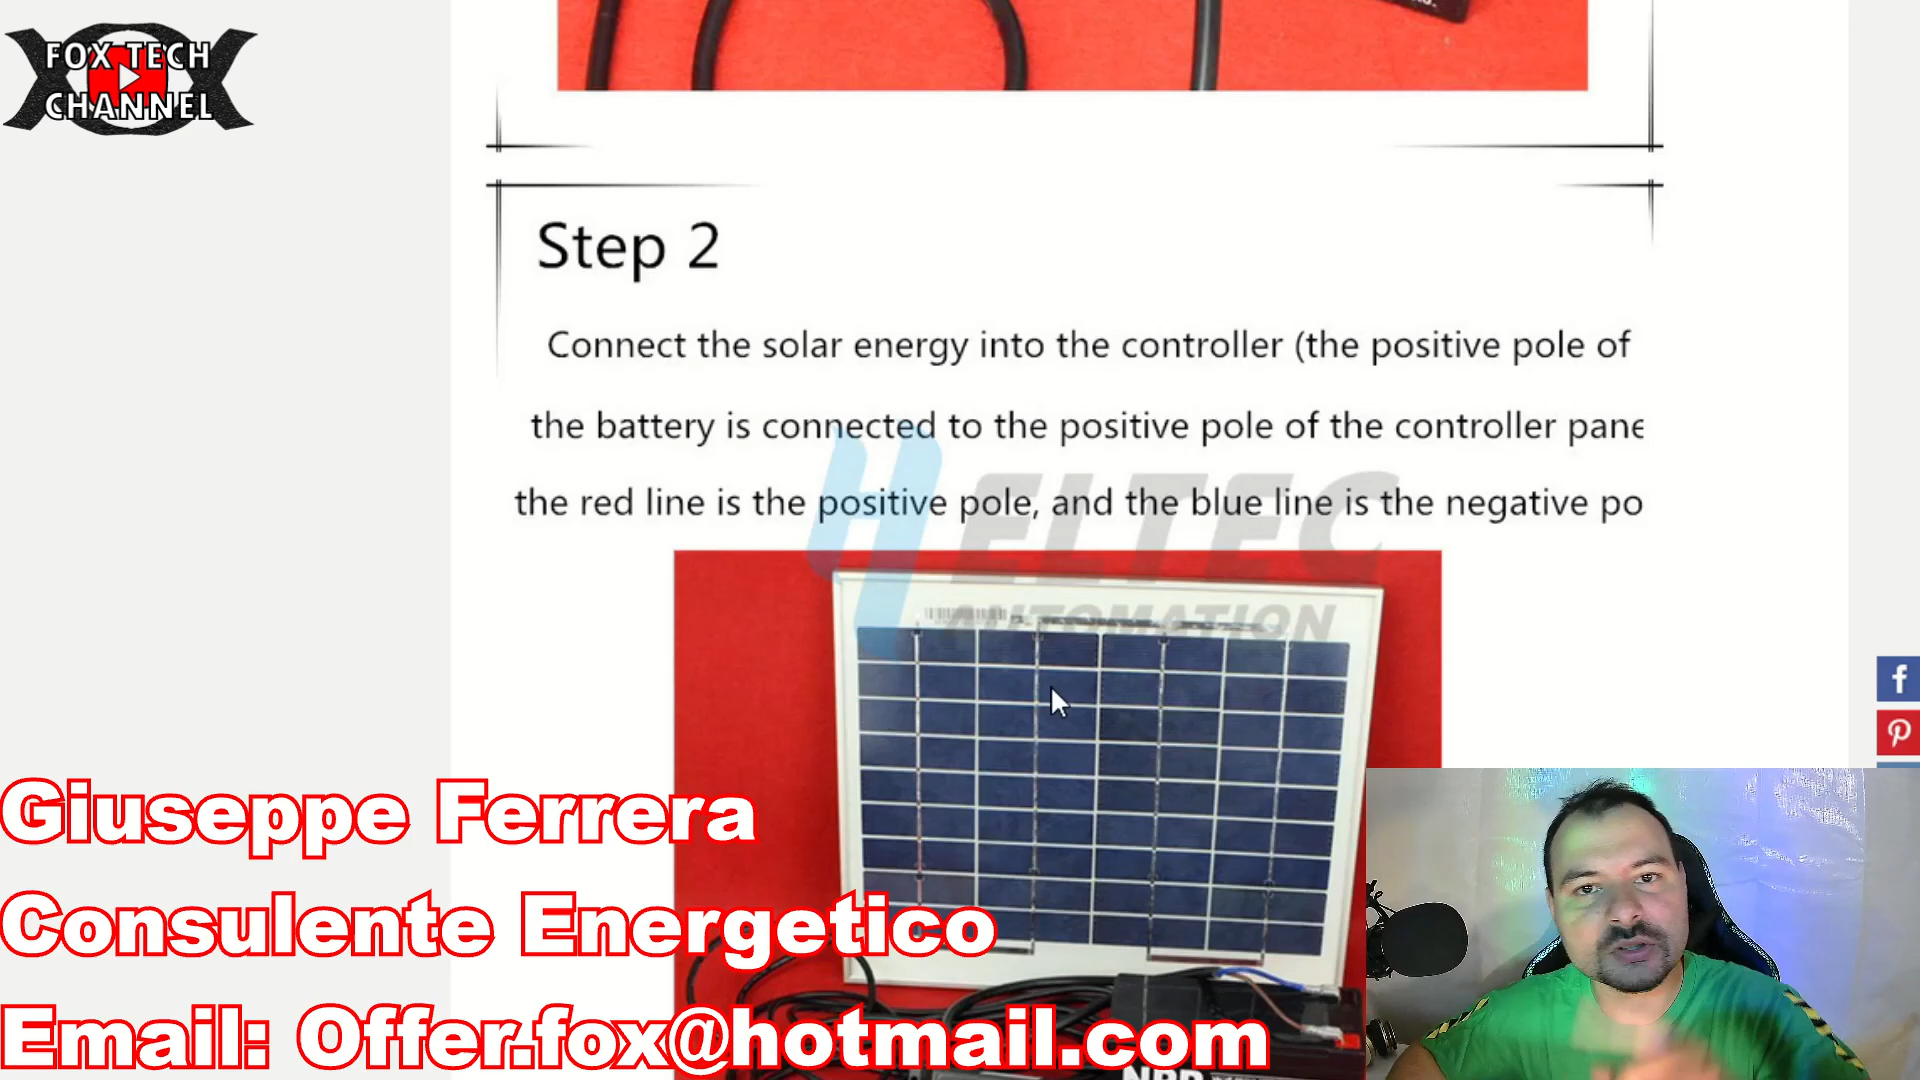 FOX TECH
CHANNEL
Step 2
Connect the solar energy into the controller (the positive pole of
the battery is connected to the positive pole of the controller pane
the red line is the positive pole, and the blue line is the negative po
HELTEC
AUTOMATION
f
Giuseppe Ferrera
Consulente Energetico
Email: Offer.fox@hotmail.com